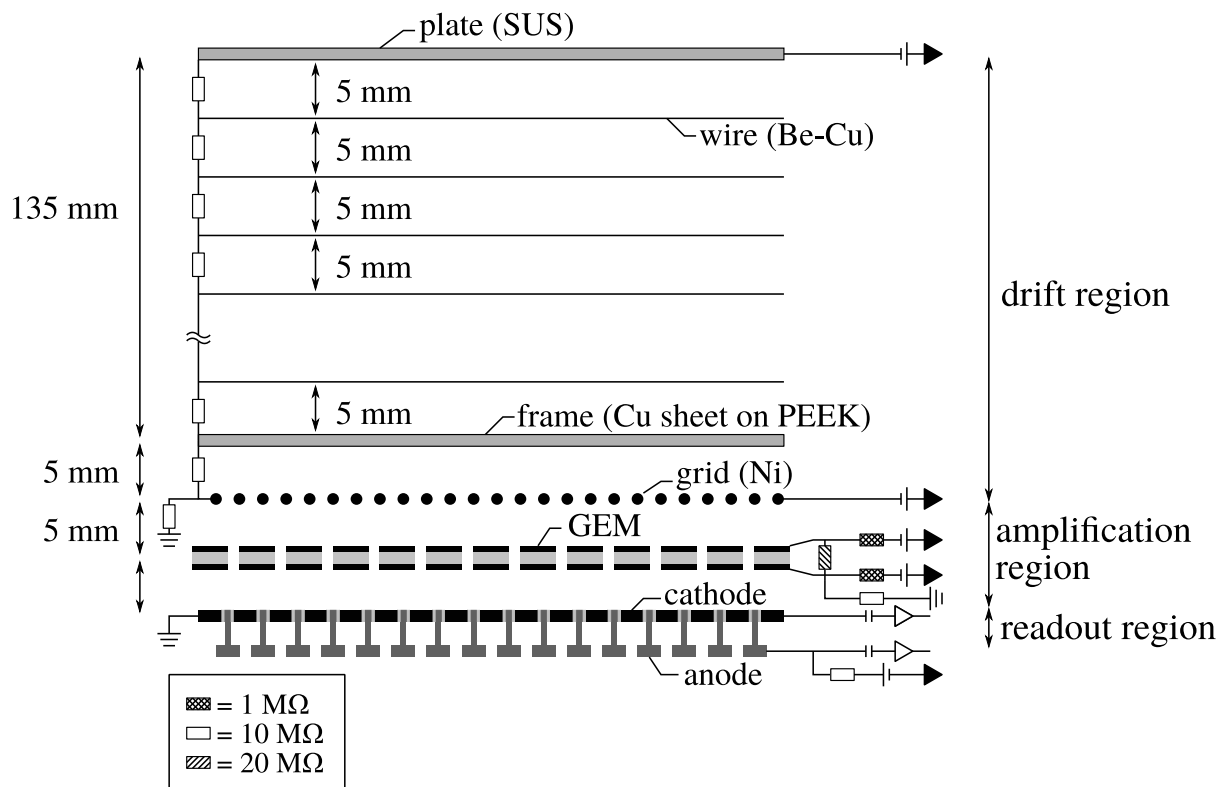 plate (SUS)
5 mm
wire (Be-Cu)
5 mm
5 mm
135 mm
5 mm
drift region
5 mm
frame (Cu sheet on PEEK)
5 mm
grid (Ni)
5 mm
GEM
amplification
region
cathode
readout region
anode
= 1 MΩ
= 10 MΩ
= 20 MΩ